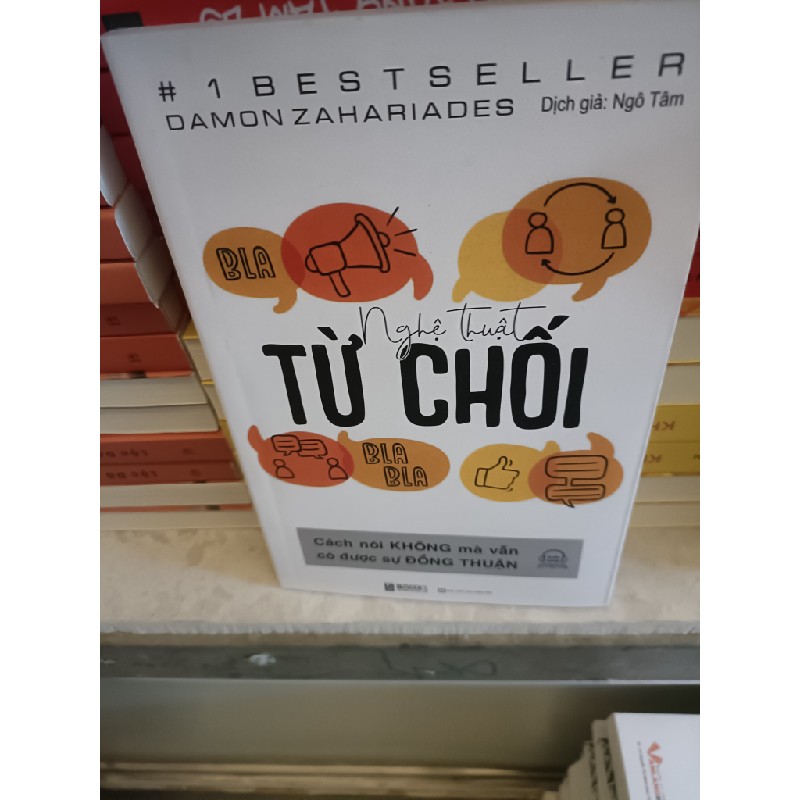 # 1 BESTSELLER
DAMON ZAHARIADES
Dịch giả: Ngô Tâm
BLA
Nghệ thuật
TỪ CHỐI
BLA
BLA
Cách nói KHÔNG mà vẫn
có được sự ĐỒNG THUẬN